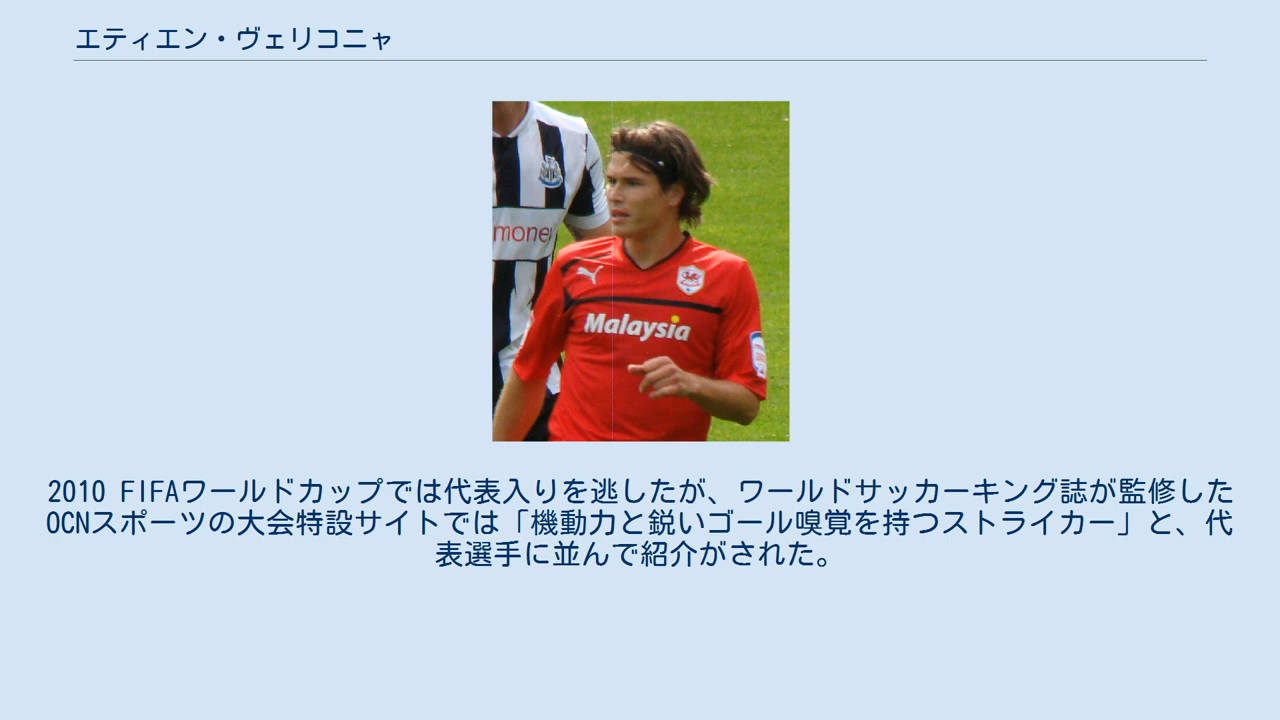 エティエン・ヴェリコニャ
money
Malaysia
2010 FIFAワールドカップでは代表入りを逃したが、ワールドサッカーキング誌が監修した
OCNスポーツの大会特設サイトでは「機動力と鋭いゴール嗅覚を持つストライカー」と、代
表選手に並んで紹介がされた。